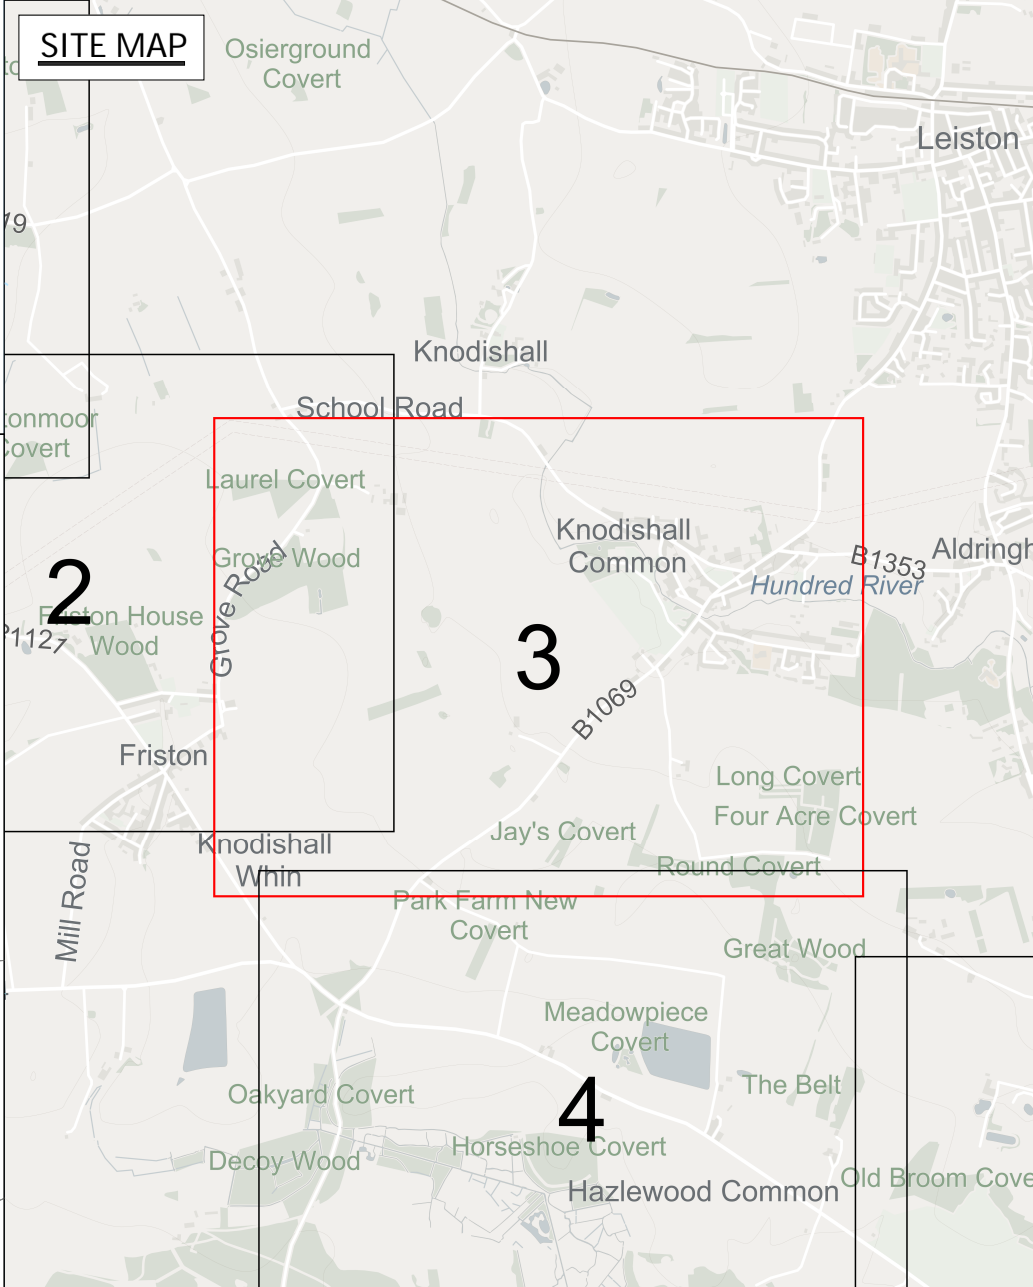 SITE MAP
Osierground
Covert
Leiston
Knodishall
School Road
Covert
Laurel Covert
Knodishall
Common
B1353
Hundred River
Grove Wood
Grove Road
2
Friston House
Wood
3
B1069
Friston
Long Covert
Four Acre Covert
Jay's Covert
Knodishall
Whin
Round Covert
Mill Road
Park Farm New
Covert
Great Wood
Meadowpiece
Covert
The Belt
Oakyard Covert
4
Horseshoe Covert
Decoy Wood
Old Broom Cove
Hazlewood Common